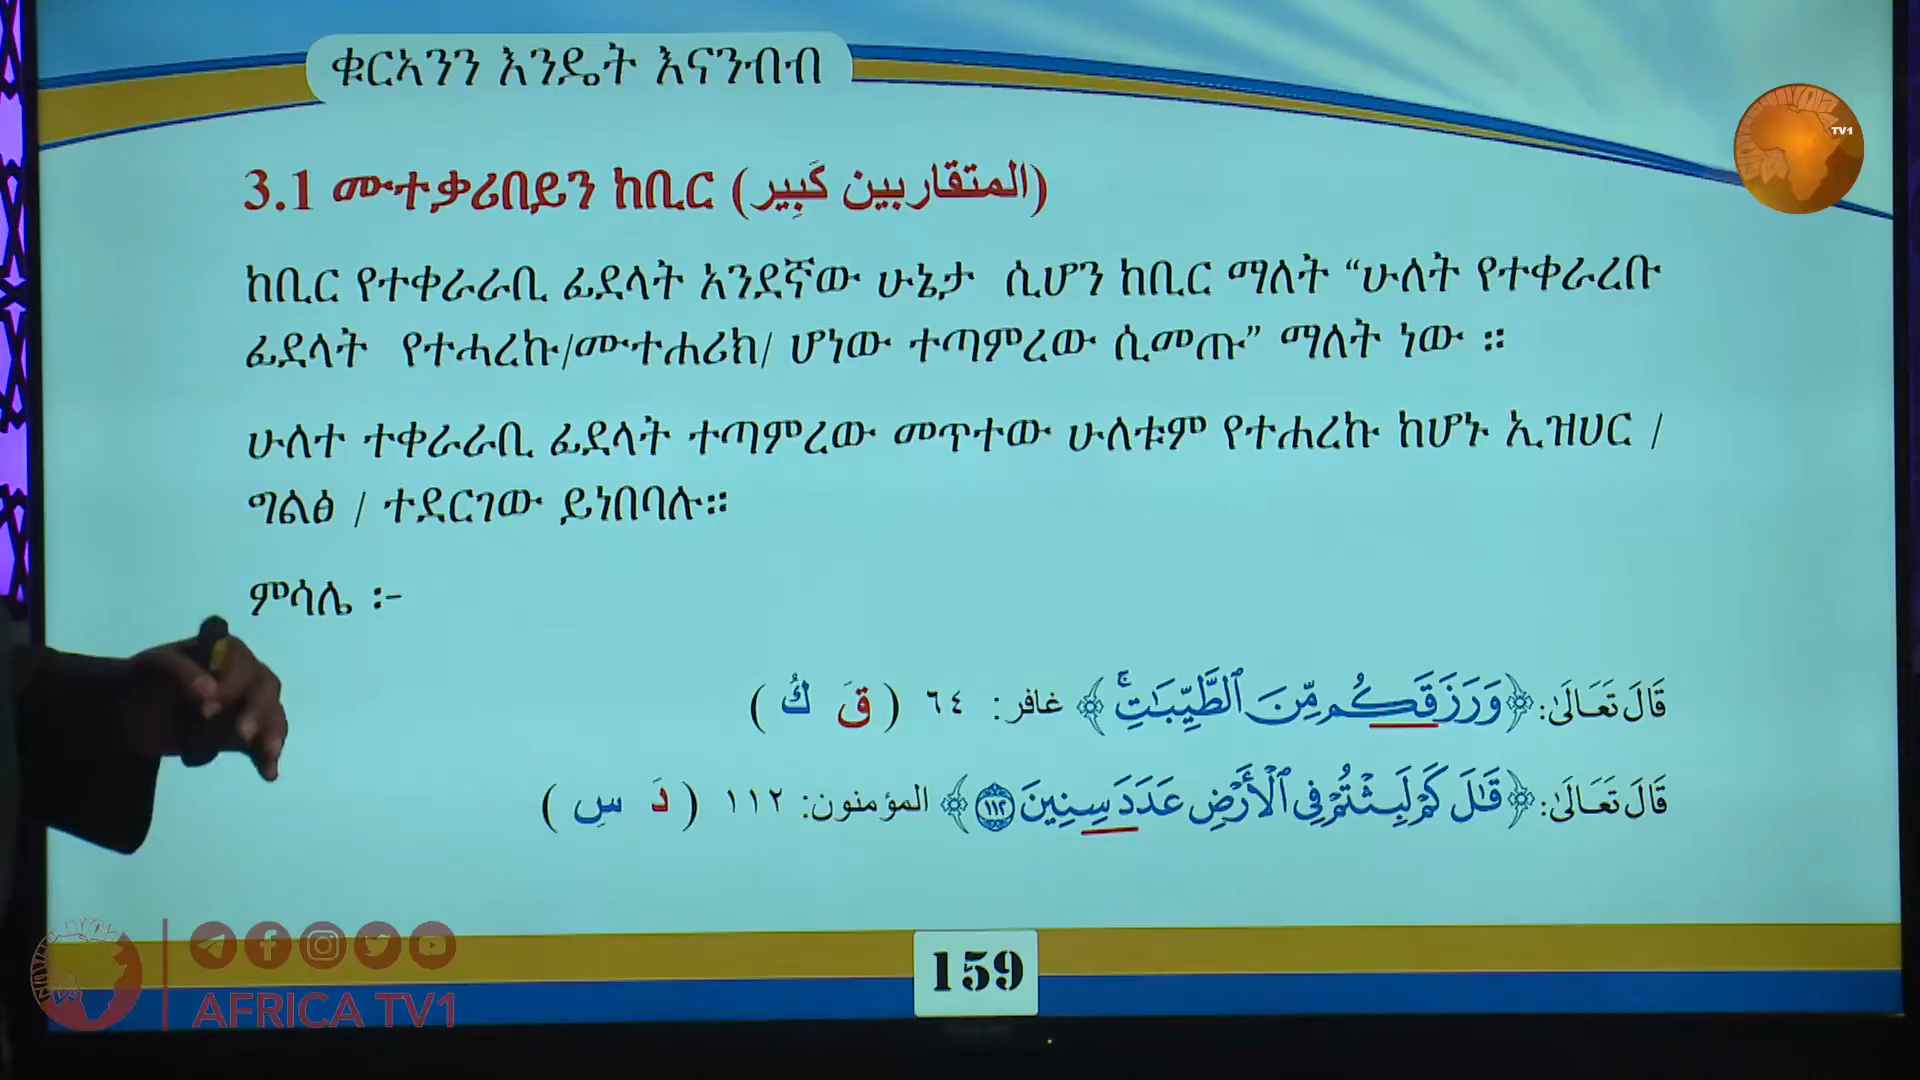 ቁርኣንን እንዴት እናንብብ
TV1
3.1 ሙተቃሪበይን ከቢር (المتقاربين كَبِير)
ከቢር የተቀራራቢ ፊደላት አንደኛው ሁኔታ ሲሆን ከቢር ማለት “ሁለት የተቀራረቡ
ፊደላት የተሓረኩ/ሙተሐሪክ/ ሆነው ተጣምረው ሲመጡ” ማለት ነው ።
ሁለተ ተቀራራቢ ፊደላት ተጣምረው መጥተው ሁለቱም የተሐረኩ ከሆኑ ኢዝሀር /
ግልፅ / ተደርገው ይነበባሉ።
ምሳሌ ፡-
قَالَ تَعَالَىٰ: ﴿وَرَزَقَكُم مِّنَ ٱلطَّيِّبَٰتِۚ﴾ غافر: ٦٤ ( قَ كُ )
قَالَ تَعَالَىٰ: ﴿قَٰلَ كَمۡ لَبِثۡتُمۡ فِي ٱلۡأَرۡضِ عَدَدَ سِنِينَ ١١٢﴾ المؤمنون: ١١٢ ( دَ سِ )
159
AFRICA TV1